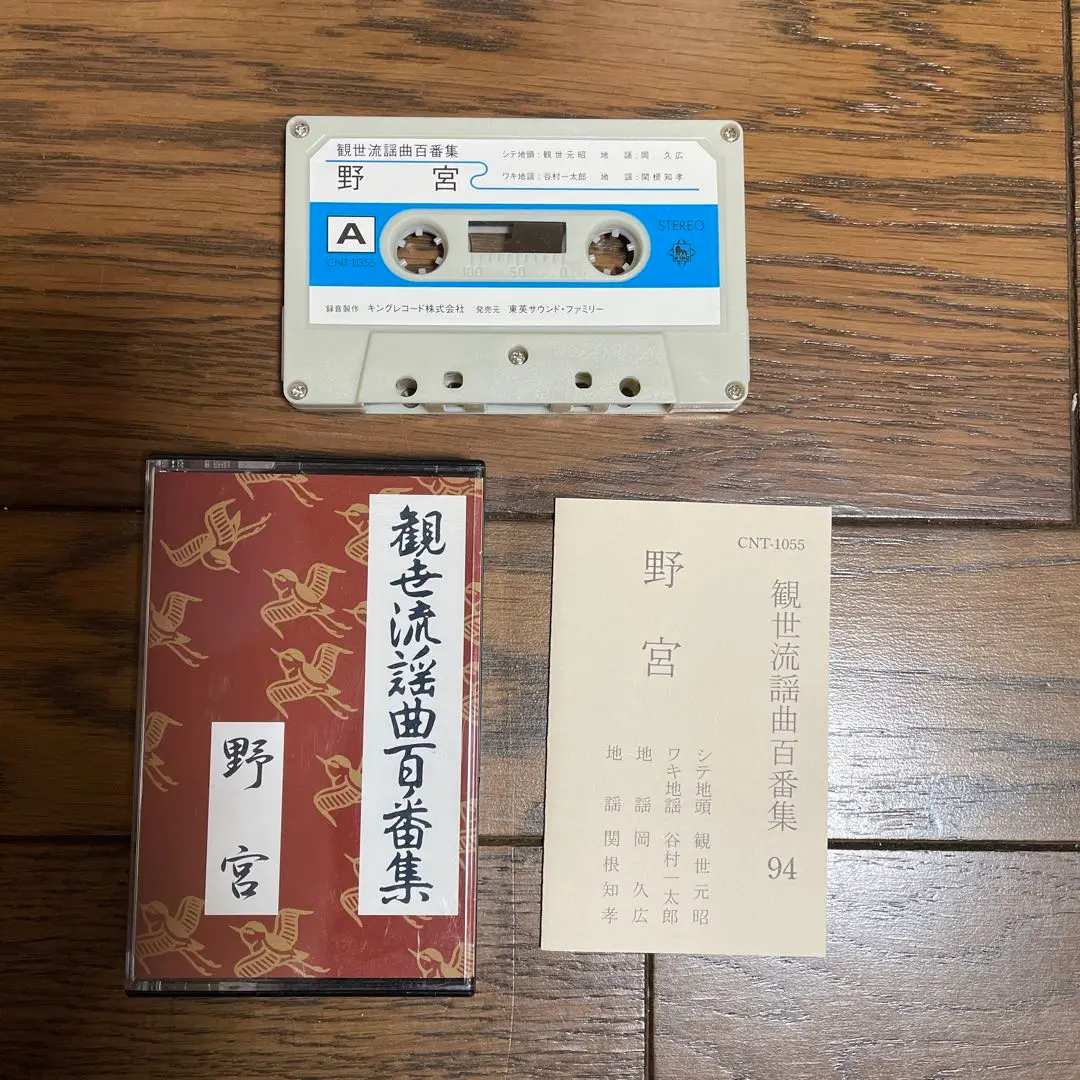 観世流謡曲百番集
野宮
シテ地頭:観世元昭 地 謡:岡 久広
ワキ地謡:谷村一太郎 地 謡:関根知孝
A
STEREO
CNT-1055
100 50 0
録音製作 キングレコード株式会社 発売元 東英サウンド・ファミリー
観世流謡曲百番集
野宮
CNT-1055
観世流謡曲百番集 94
野宮
シテ地頭 観世元昭
ワキ地謡 谷村一太郎
地謡 岡久広
地謡 関根知孝